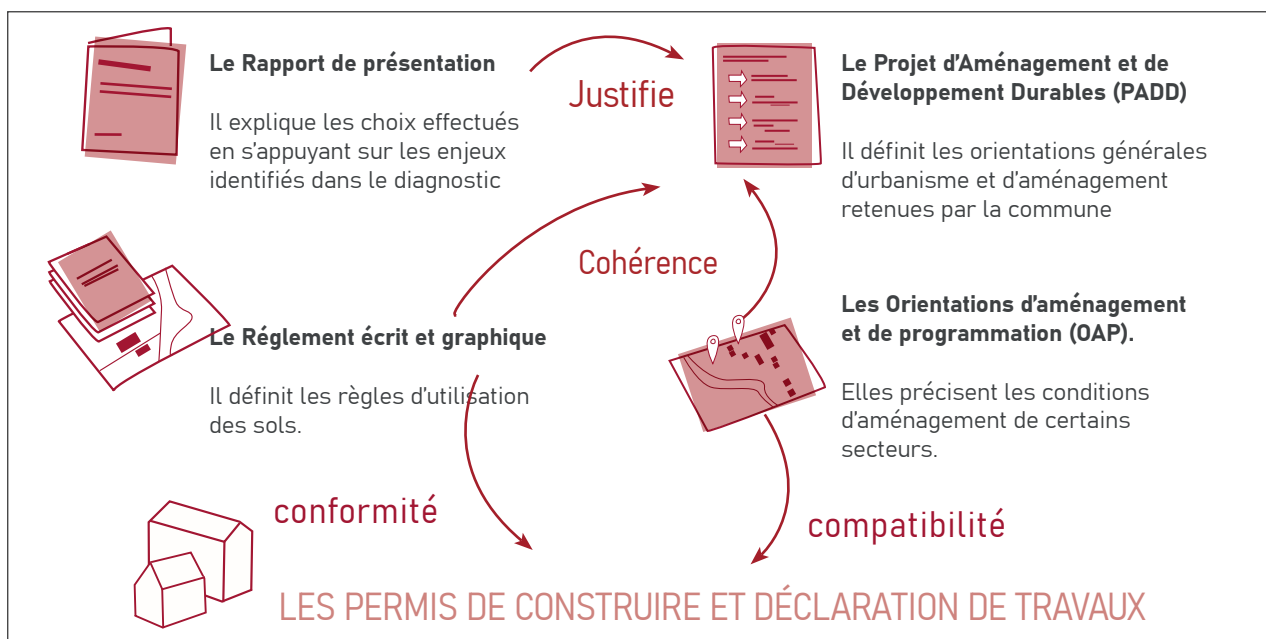 Le Rapport de présentation
Il explique les choix effectués
en s'appuyant sur les enjeux
identifiés dans le diagnostic
Justifie
Le Projet d'Aménagement et de
Développement Durables (PADD)
Il définit les orientations générales
d'urbanisme et d'aménagement
retenues par la commune
Cohérence
Le Réglement écrit et graphique
Il définit les règles d'utilisation
des sols.
Les Orientations d'aménagement
et de programmation (OAP).
Elles précisent les conditions
d'aménagement de certains
secteurs.
conformité
compatibilité
LES PERMIS DE CONSTRUIRE ET DÉCLARATION DE TRAVAUX